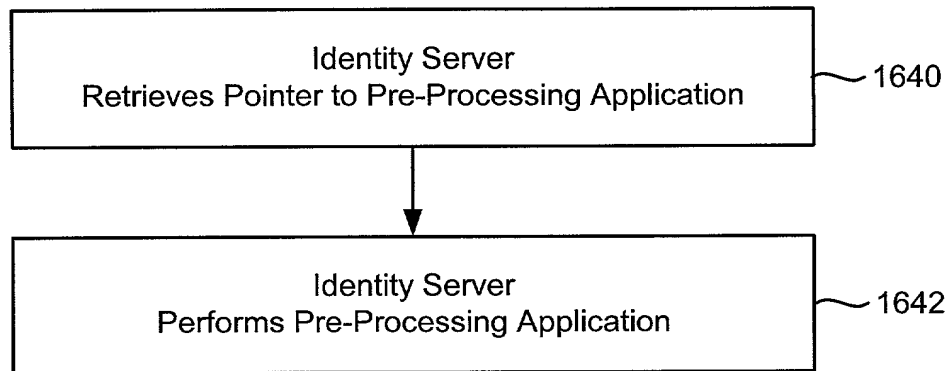 Identity Server
Retrieves Pointer to Pre-Processing Application
1640
Identity Server
Performs Pre-Processing Application
1642